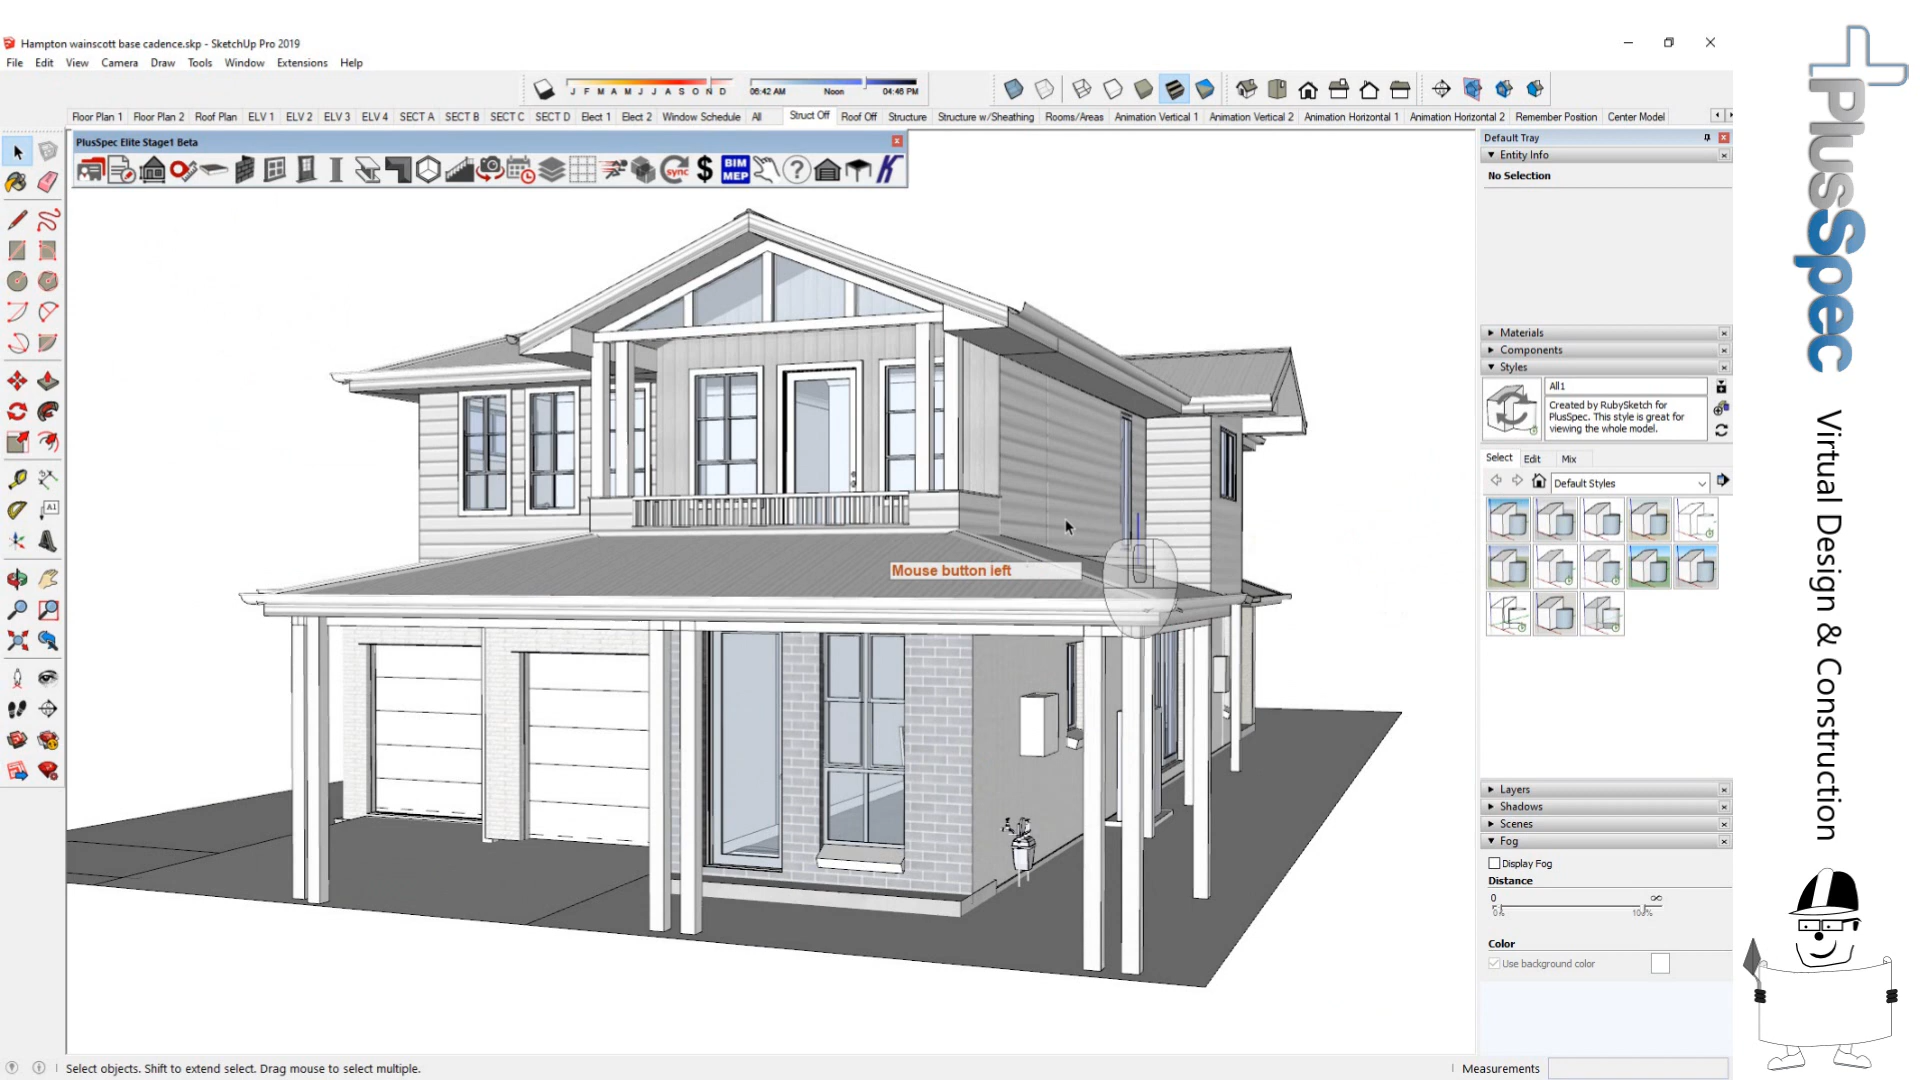 Hampton wainscott base cadence.skp - SketchUp Pro 2019
File Edit View Camera Draw Tools Window Extensions Help
J F M A M J J A S O N D
06:42 AM Noon 04:46 PM
Floor Plan 1 Floor Plan 2 Roof Plan ELV 1 ELV 2 ELV 3 ELV 4 SECT A SECT B SECT C SECT D Elect 1 Elect 2 Window Schedule All Struct Off Roof Off Structure Structure w/Sheathing Rooms/Areas Animation Vertical 1 Animation Vertical 2 Animation Horizontal 1 Animation Horizontal 2 Remember Position Center Model
PlusSpec Elite Stage1 Beta
sync $ BIM MEP ? K
Default Tray
Entity Info
No Selection
Materials
Components
Styles
All1
Created by RubySketch for
PlusSpec. This style is great for
viewing the whole model.
Select Edit Mix
Default Styles
A1
Mouse button left
Layers
Shadows
Scenes
Fog
Display Fog
Distance
0 ∞
0% 100%
Color
Use background color
Select objects. Shift to extend select. Drag mouse to select multiple.
Measurements
PlusSpec
Virtual Design & Construction